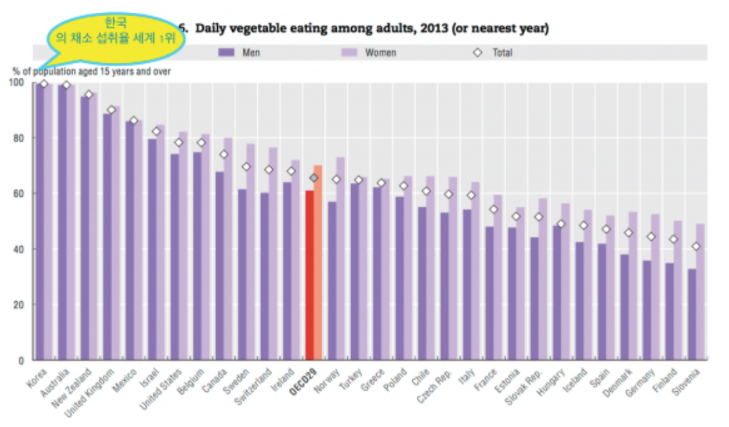 한국
의 채소 섭취율 세계 1위
6. Daily vegetable eating among adults, 2013 (or nearest year)
Men
Women
Total
% of population aged 15 years and over
100
80
60
40
20
0
Korea
Australia
New Zealand
United Kingdom
Mexico
Israel
United States
Belgium
Canada
Sweden
Switzerland
Ireland
OECD29
Norway
Turkey
Greece
Poland
Chile
Czech Rep.
Italy
France
Estonia
Slovak Rep.
Hungary
Iceland
Spain
Denmark
Germany
Finland
Slovenia